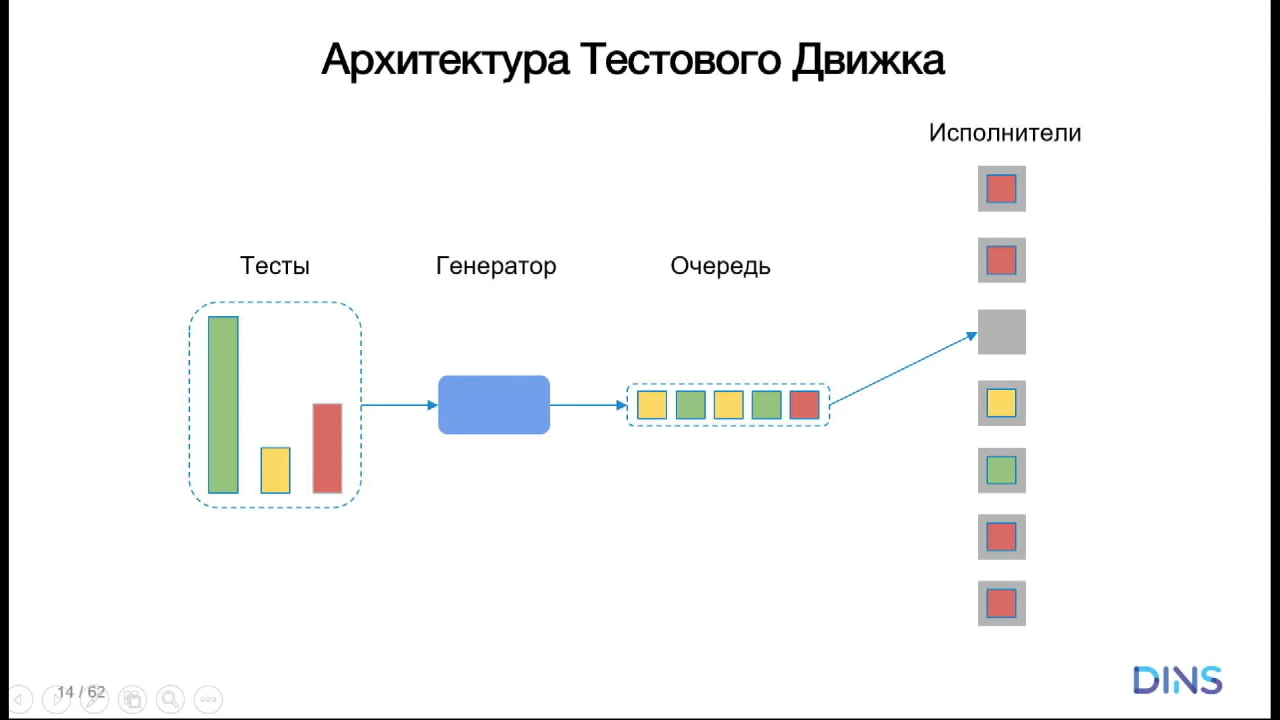 Архитектура Тестового Движка
Исполнители
Тесты
Генератор
Очередь
14 / 62
DINS